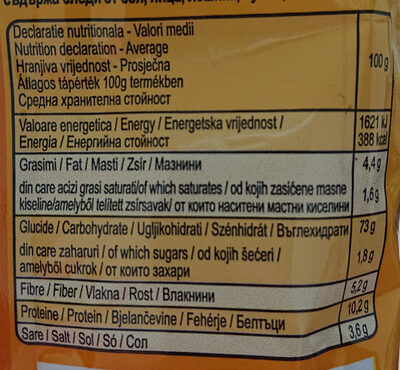 Declaratie nutritionala - Valori medii
Nutrition declaration - Average
Hranjiva vrijednost - Prosječna
Átlagos tápérték 100g termékben
Средна хранителна стойност
100g
Valoare energetica / Energy / Energetska vrijednost /
Energia / Енергийна стойност
1621 kJ
388 kcal
Grasimi / Fat / Masti / Zsír / Мазнини
4,4g
din care acizi grasi saturati/of which saturates / od kojih zasičene masne
kiseline/amelyből telített zsírsavak/ от които наситени мастни киселини
1,6g
Glucide / Carbohydrate / Ugljikohidrati / Szénhidrát / Въглехидрати
73 g
din care zaharuri / of which sugars / od kojih šećeri /
amelyből cukrok / от които захари
1,8g
Fibre / Fiber / Vlakna / Rost / Влакнини
5,2g
Proteine / Protein / Bjelančevine / Fehérje / Белтъци
10,2g
Sare / Salt / Sol / Só / Сол
3,6g